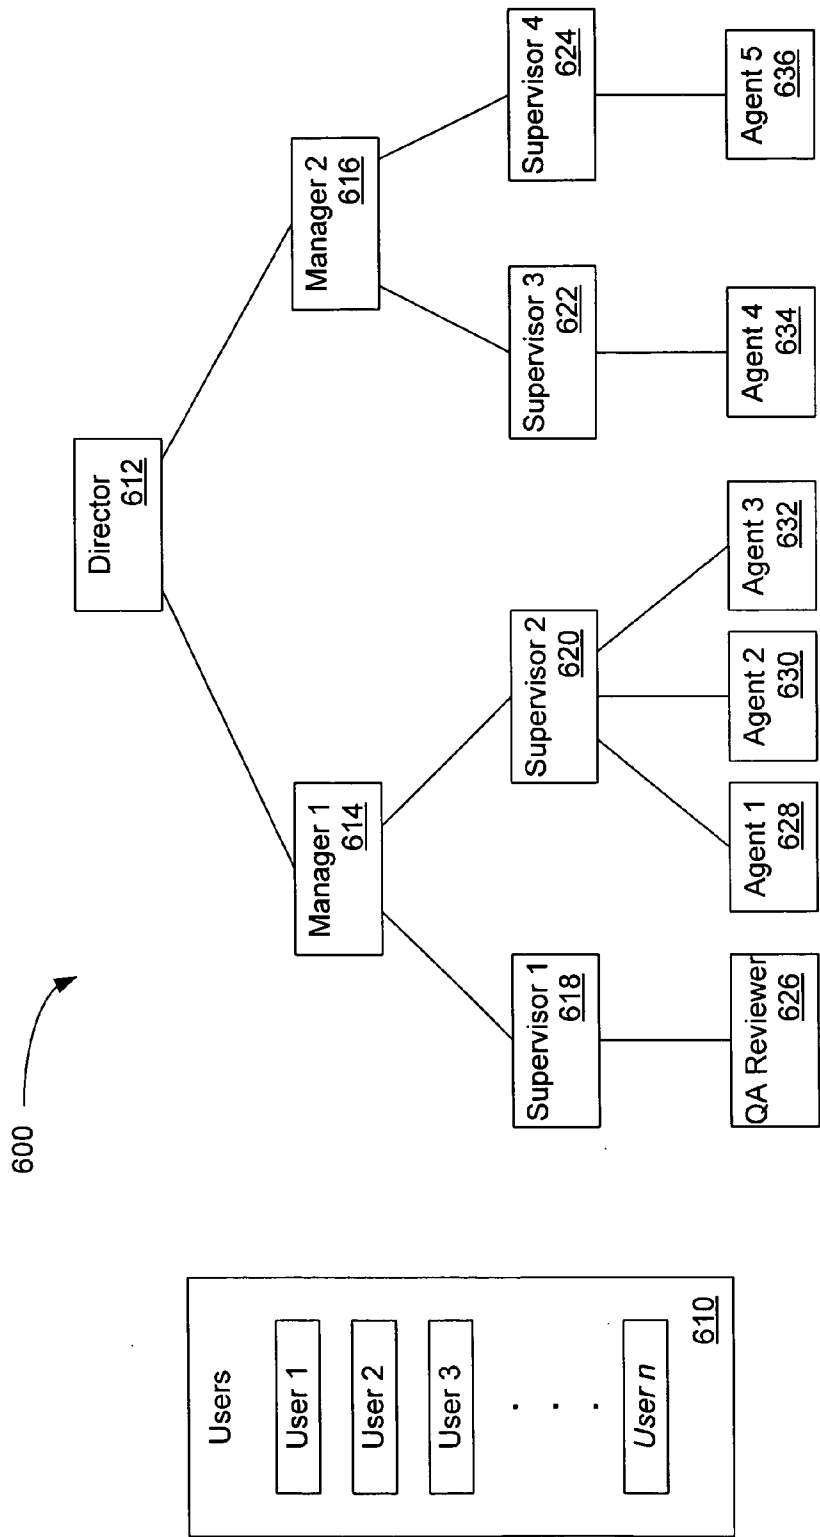 600
Users
User 1
User 2
User 3
. . .
User n
610
Director
612
Manager 1
614
Manager 2
616
Supervisor 1
618
Supervisor 2
620
Supervisor 3
622
Supervisor 4
624
QA Reviewer
626
Agent 1
628
Agent 2
630
Agent 3
632
Agent 4
634
Agent 5
636